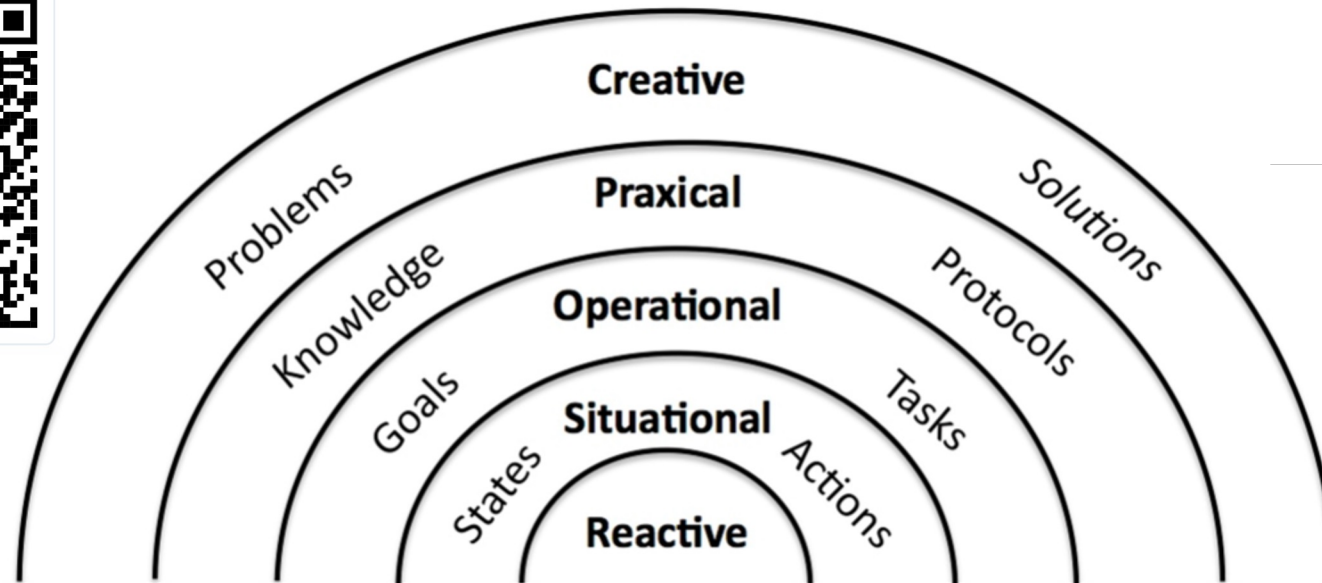 Creative
Problems
Solutions
Praxical
Knowledge
Protocols
Operational
Goals
Tasks
Situational
States
Actions
Reactive